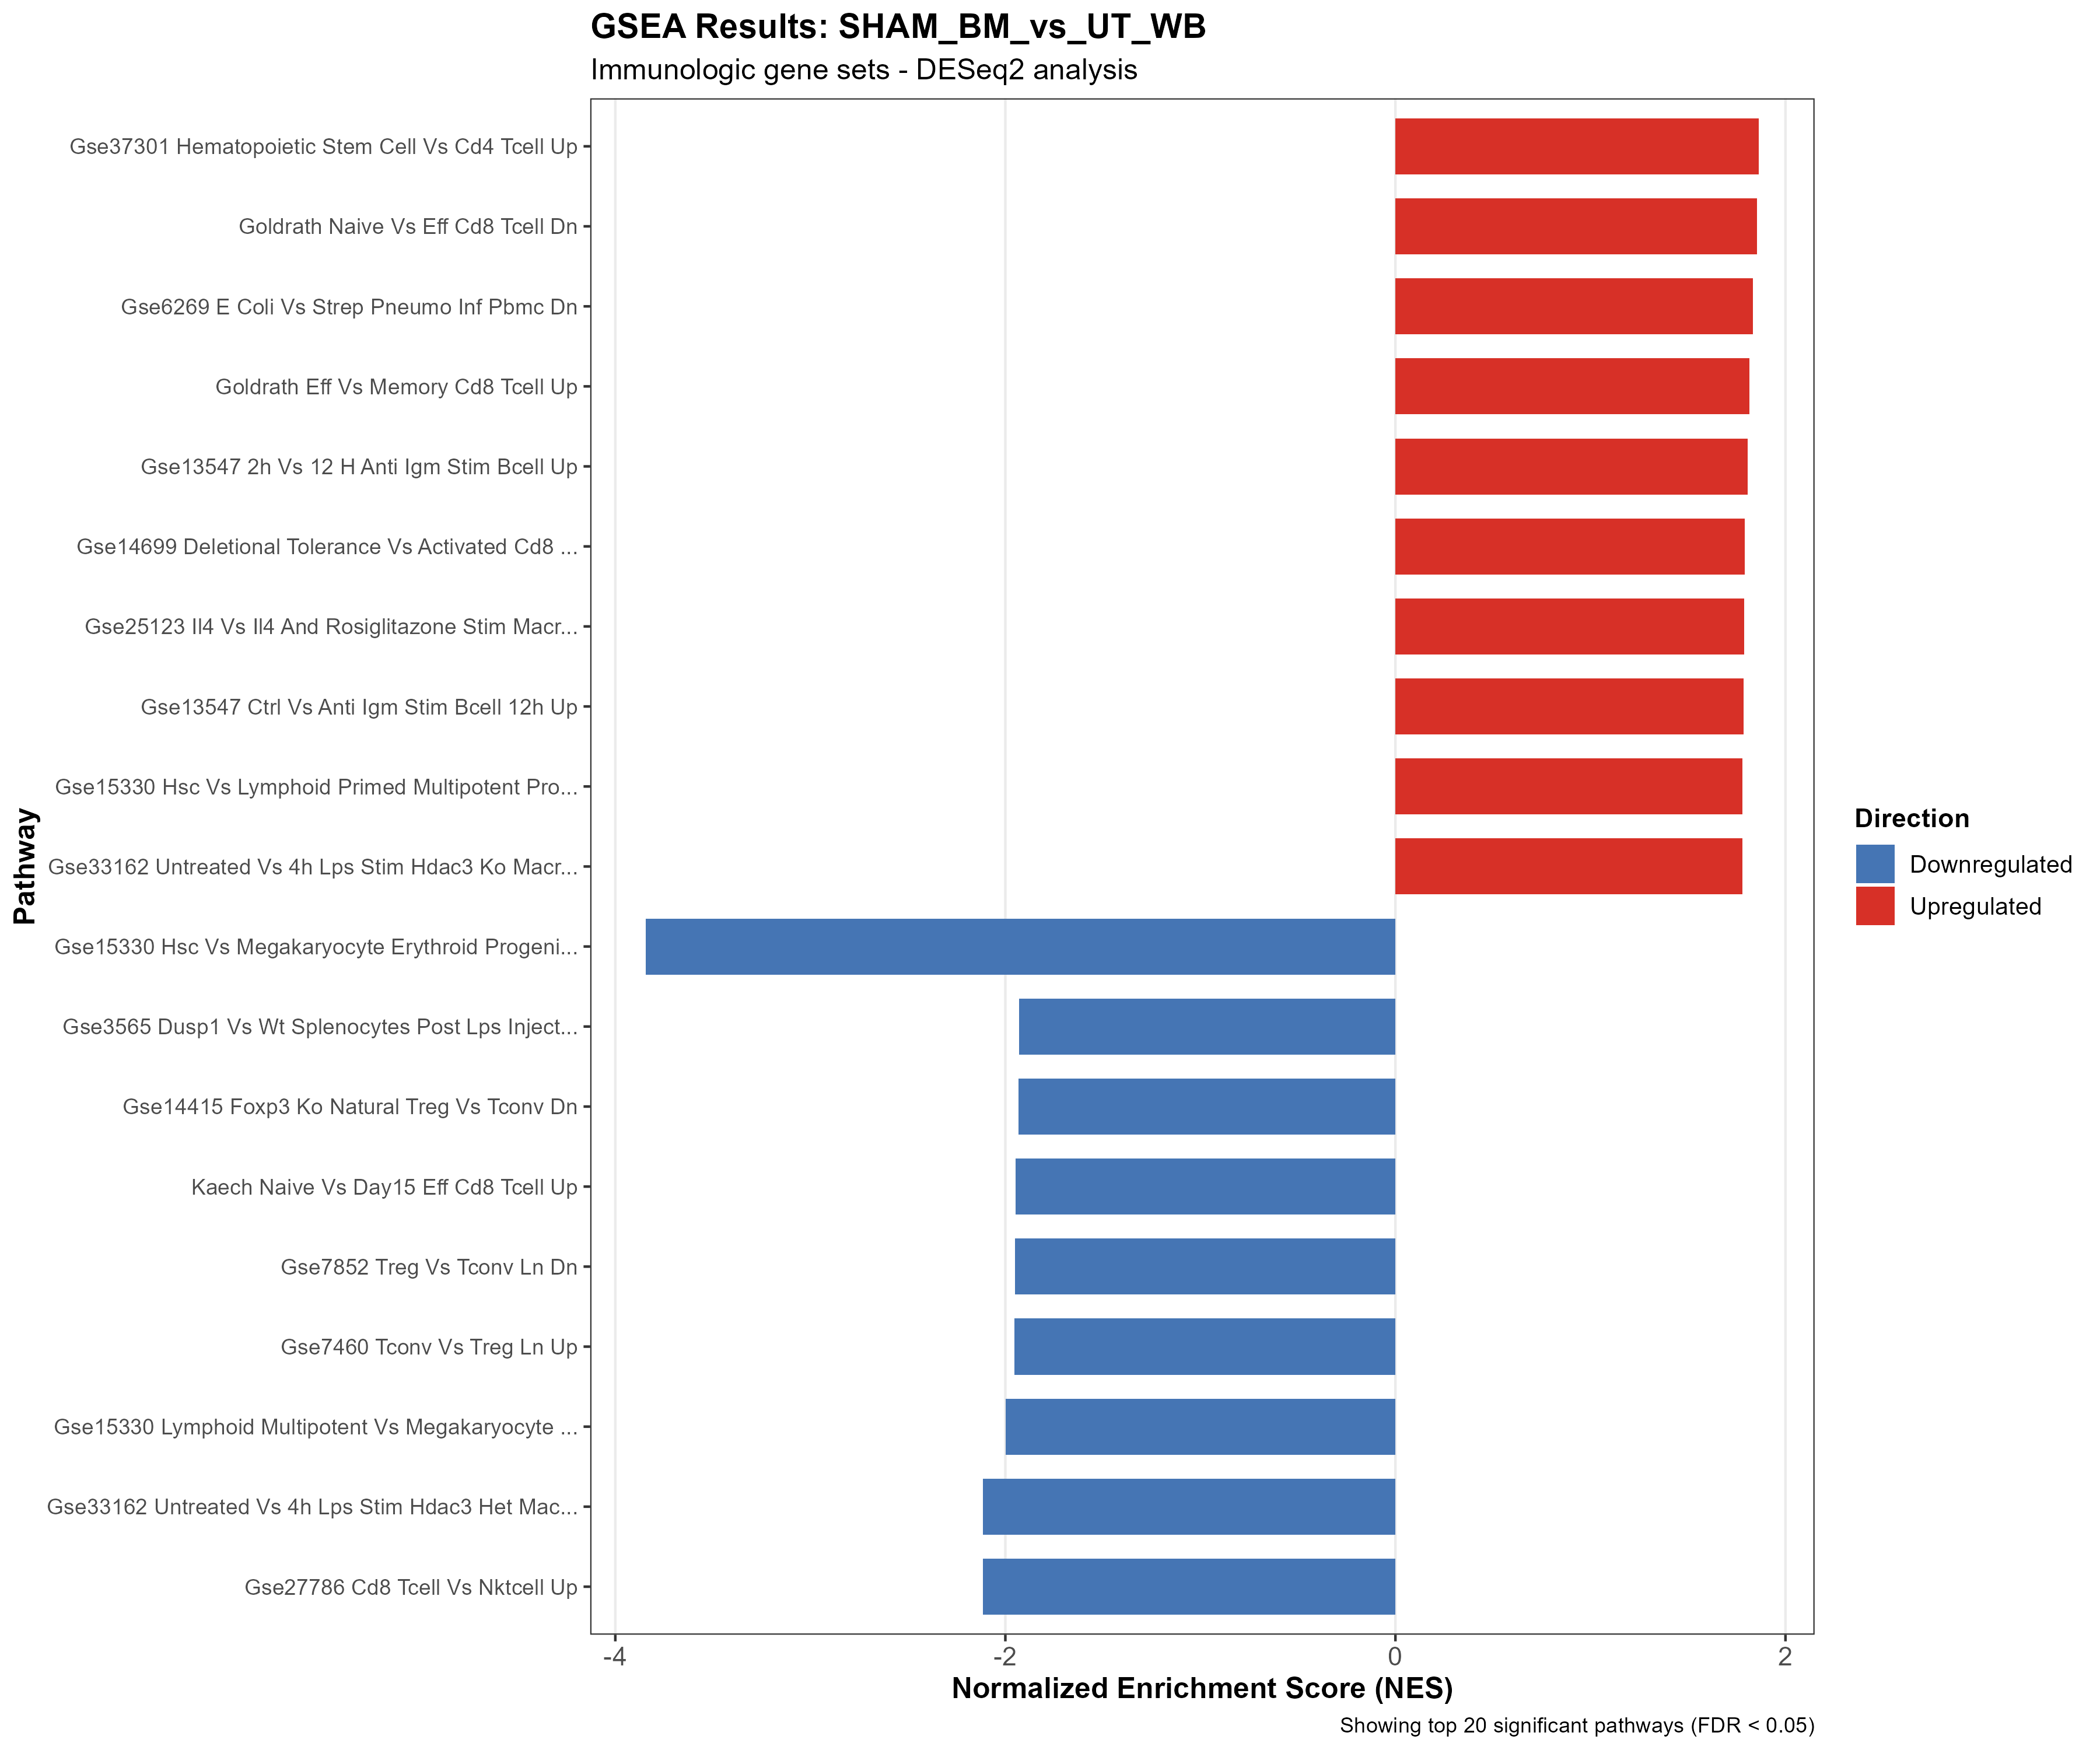 GSEA Results: SHAM_BM_vs_UT_WB
Immunologic gene sets - DESeq2 analysis
Gse37301 Hematopoietic Stem Cell Vs Cd4 Tcell Up
Goldrath Naive Vs Eff Cd8 Tcell Dn
Gse6269 E Coli Vs Strep Pneumo Inf Pbmc Dn
Goldrath Eff Vs Memory Cd8 Tcell Up
Gse13547 2h Vs 12 H Anti Igm Stim Bcell Up
Gse14699 Deletional Tolerance Vs Activated Cd8 ...
Gse25123 Il4 Vs Il4 And Rosiglitazone Stim Macr...
Gse13547 Ctrl Vs Anti Igm Stim Bcell 12h Up
Gse15330 Hsc Vs Lymphoid Primed Multipotent Pro...
Gse33162 Untreated Vs 4h Lps Stim Hdac3 Ko Macr...
Gse15330 Hsc Vs Megakaryocyte Erythroid Progeni...
Gse3565 Dusp1 Vs Wt Splenocytes Post Lps Inject...
Gse14415 Foxp3 Ko Natural Treg Vs Tconv Dn
Kaech Naive Vs Day15 Eff Cd8 Tcell Up
Gse7852 Treg Vs Tconv Ln Dn
Gse7460 Tconv Vs Treg Ln Up
Gse15330 Lymphoid Multipotent Vs Megakaryocyte ...
Gse33162 Untreated Vs 4h Lps Stim Hdac3 Het Mac...
Gse27786 Cd8 Tcell Vs Nktcell Up
Pathway
-4 -2 0 2
Normalized Enrichment Score (NES)
Showing top 20 significant pathways (FDR < 0.05)
Direction
Downregulated
Upregulated